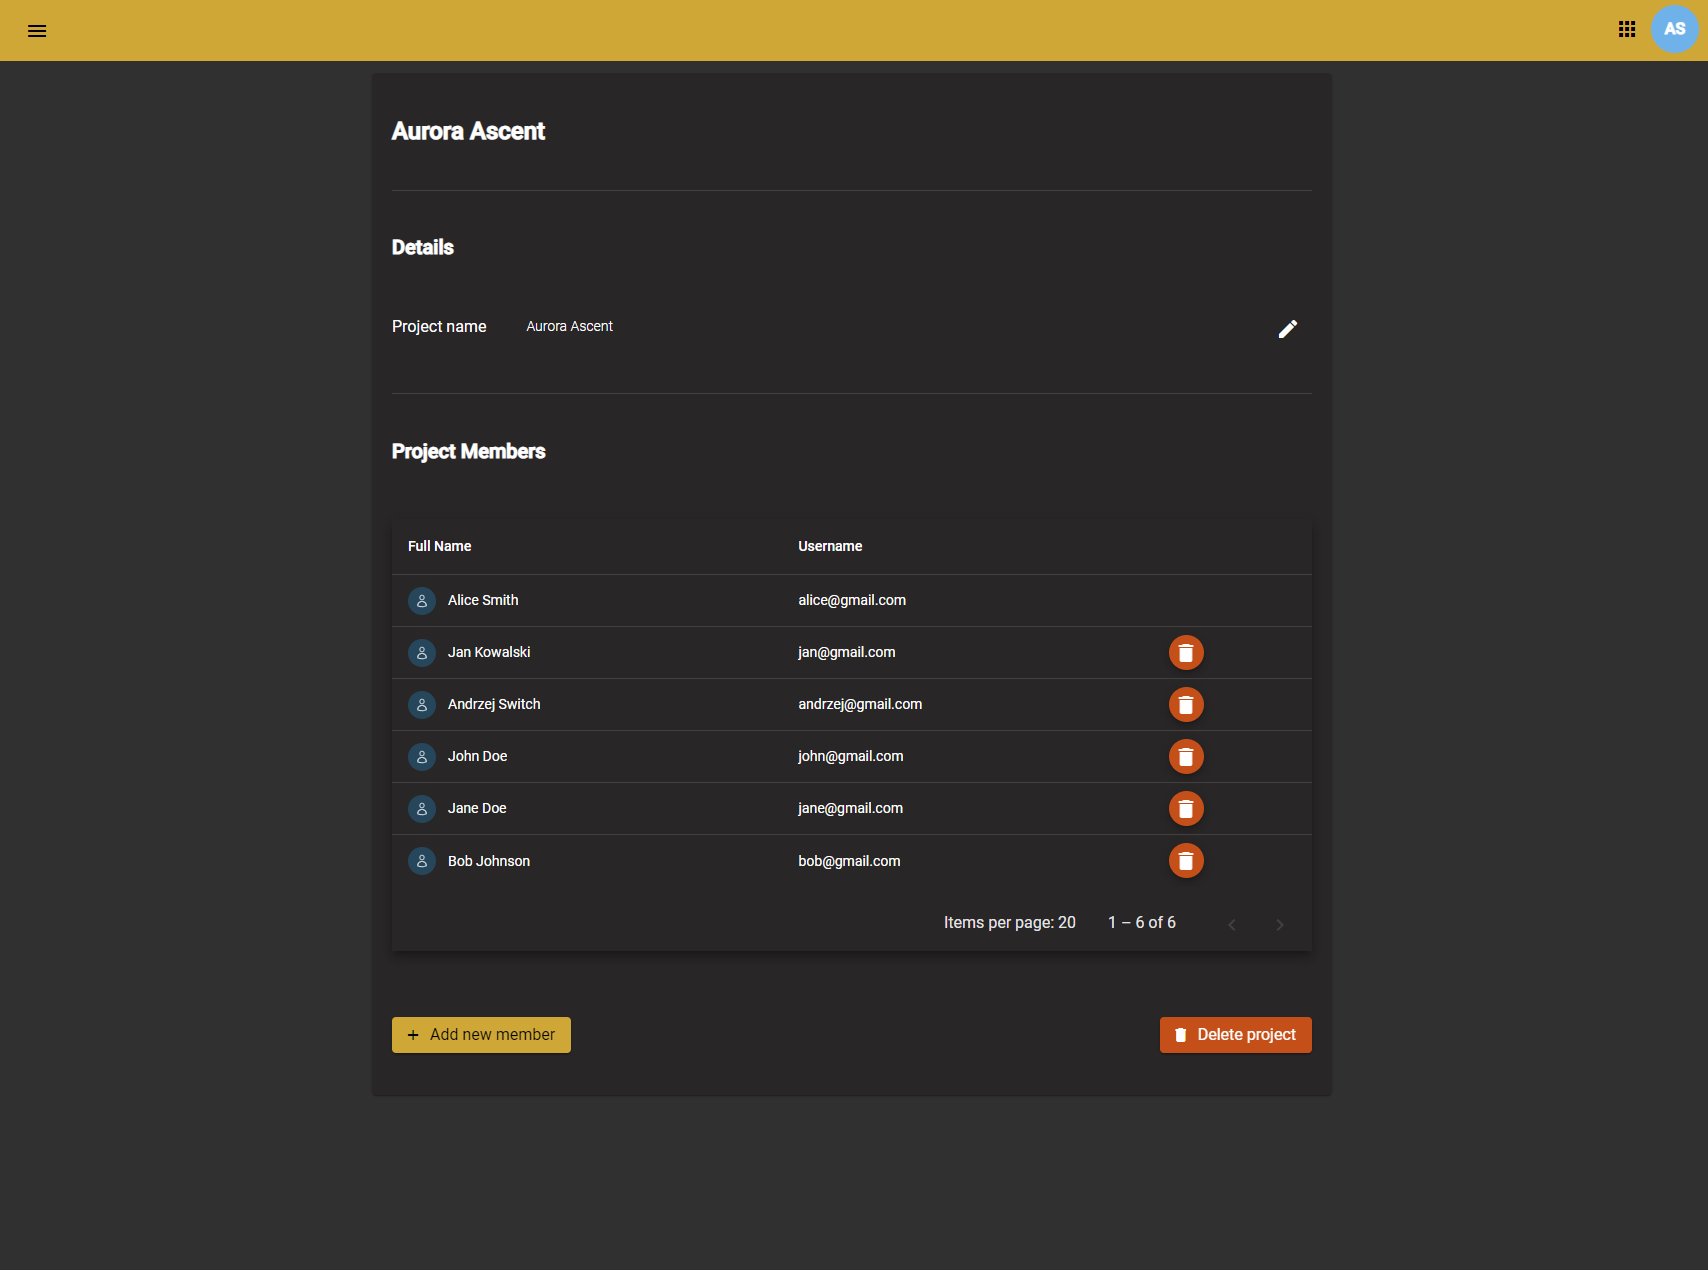 AS
Aurora Ascent
Details
Project name Aurora Ascent
Project Members
Full Name Username
Alice Smith alice@gmail.com
Jan Kowalski jan@gmail.com
Andrzej Switch andrzej@gmail.com
John Doe john@gmail.com
Jane Doe jane@gmail.com
Bob Johnson bob@gmail.com
Items per page: 20 1 – 6 of 6
Add new member Delete project